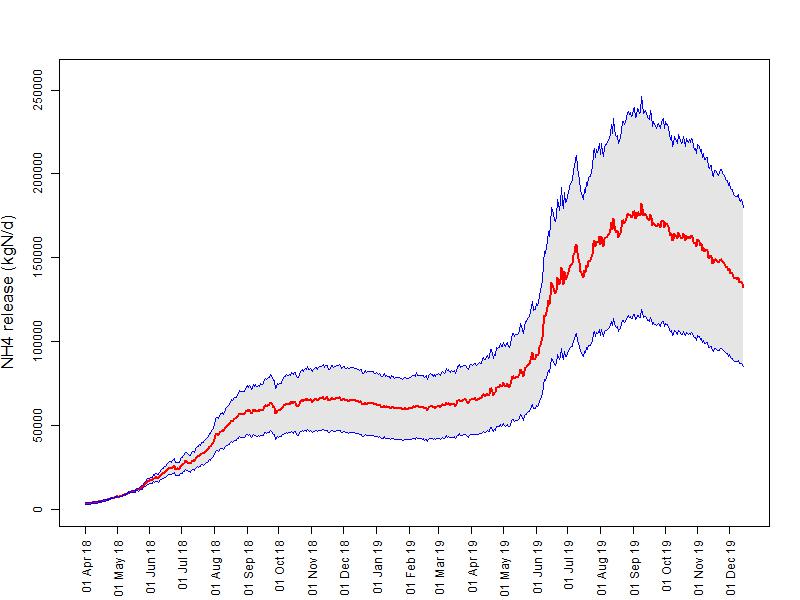 NH4 release (kgN/d)
250000
200000
150000
100000
50000
0
01 Apr 18
01 May 18
01 Jun 18
01 Jul 18
01 Aug 18
01 Sep 18
01 Oct 18
01 Nov 18
01 Dec 18
01 Jan 19
01 Feb 19
01 Mar 19
01 Apr 19
01 May 19
01 Jun 19
01 Jul 19
01 Aug 19
01 Sep 19
01 Oct 19
01 Nov 19
01 Dec 19